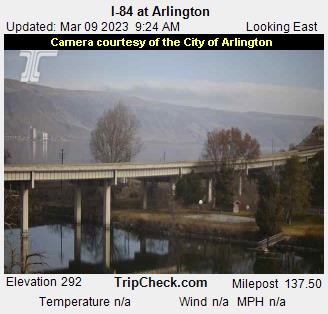 I-84 at Arlington
Updated: Mar 09 2023 9:24 AM Looking East
Camera courtesy of the City of Arlington
Elevation 292 TripCheck.com Milepost 137.50
Temperature n/a Wind n/a MPH n/a